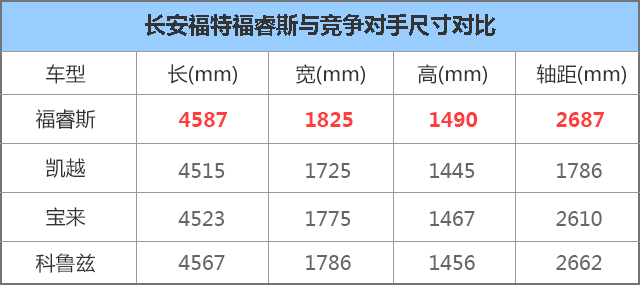 长安福特福睿斯与竞争对手尺寸对比
车型 长(mm) 宽(mm) 高(mm) 轴距(mm)
福睿斯 4587 1825 1490 2687
凯越 4515 1725 1445 1786
宝来 4523 1775 1467 2610
科鲁兹 4567 1786 1456 2662